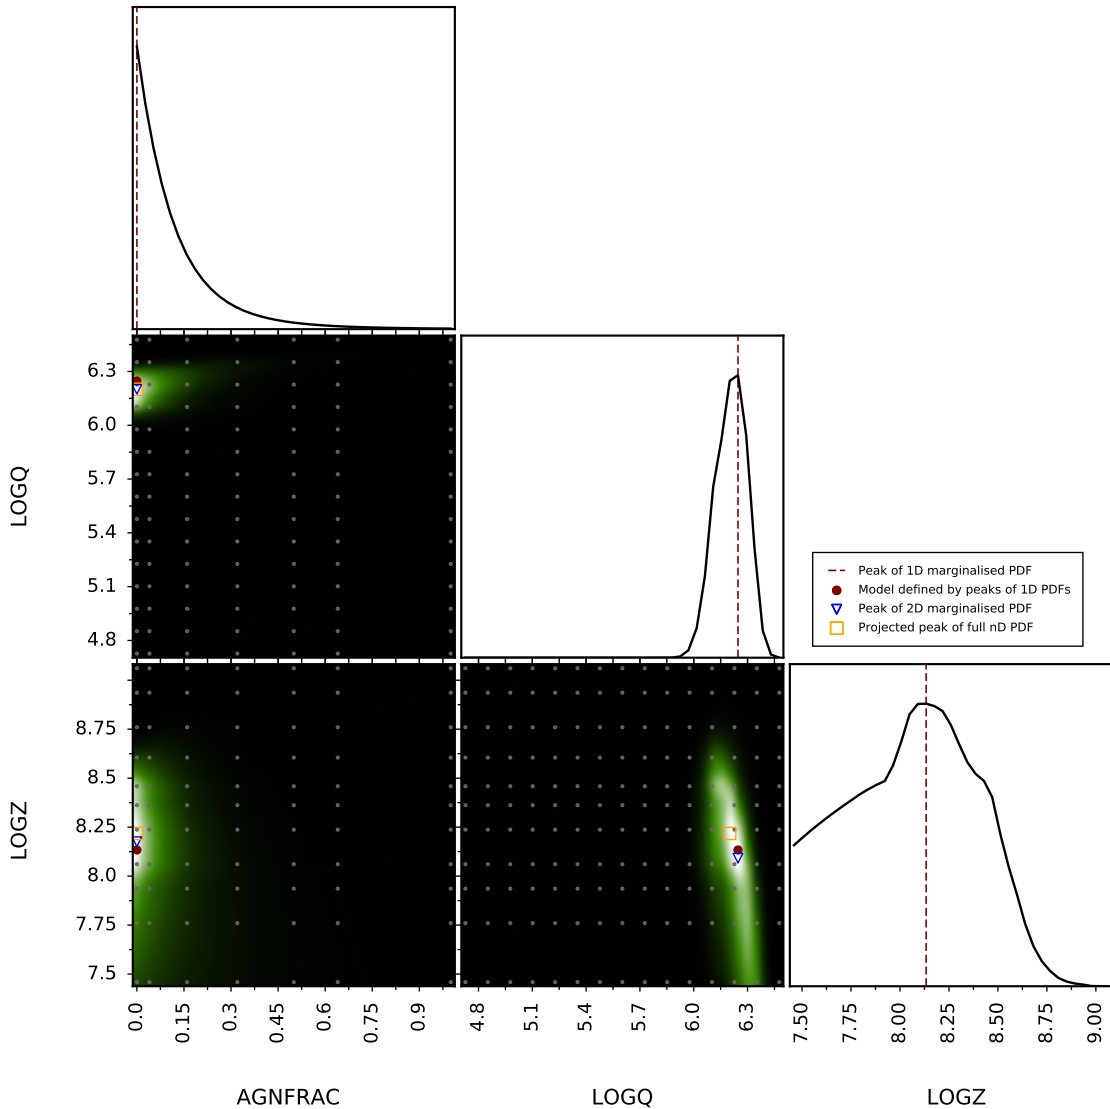 6.3
6.0
5.7
5.4
5.1
4.8
LOGQ
Peak of 1D marginalised PDF
Model defined by peaks of 1D PDFs
Peak of 2D marginalised PDF
Projected peak of full nD PDF
8.75
8.5
8.25
8.0
7.75
7.5
LOGZ
0.0 0.15 0.3 0.45 0.6 0.75 0.9
4.8 5.1 5.4 5.7 6.0 6.3
7.50 7.75 8.00 8.25 8.50 8.75 9.00
AGNFRAC LOGQ LOGZ